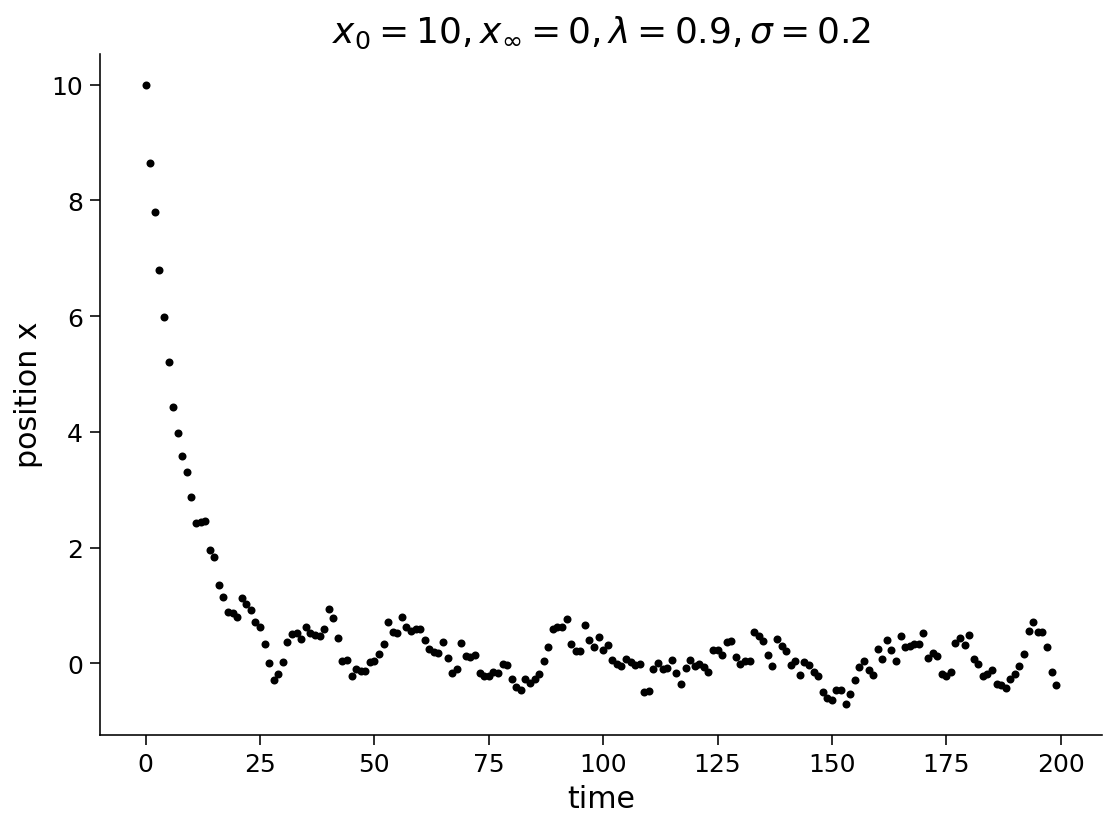 x₀ = 10, x∞ = 0, λ = 0.9, σ = 0.2
position x
10
8
6
4
2
0
0 25 50 75 100 125 150 175 200
time